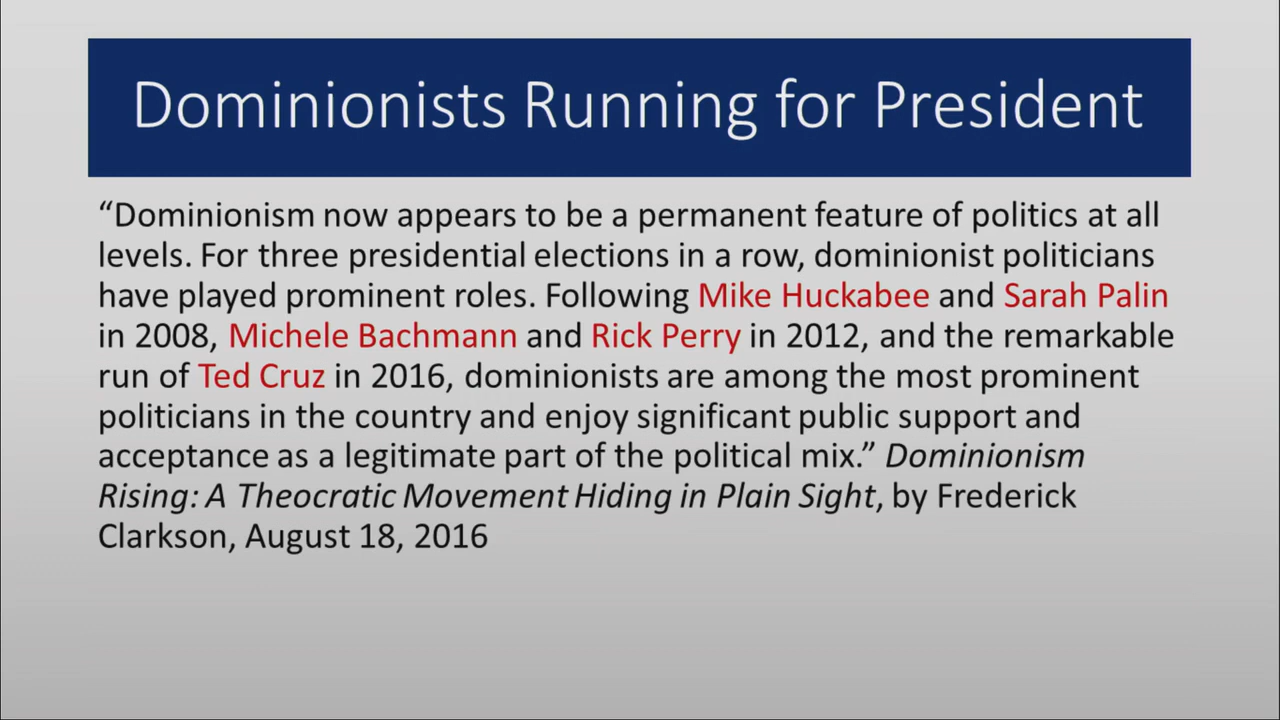 Dominionists Running for President
“Dominionism now appears to be a permanent feature of politics at all
levels. For three presidential elections in a row, dominionist politicians
have played prominent roles. Following Mike Huckabee and Sarah Palin
in 2008, Michele Bachmann and Rick Perry in 2012, and the remarkable
run of Ted Cruz in 2016, dominionists are among the most prominent
politicians in the country and enjoy significant public support and
acceptance as a legitimate part of the political mix.” Dominionism
Rising: A Theocratic Movement Hiding in Plain Sight, by Frederick
Clarkson, August 18, 2016